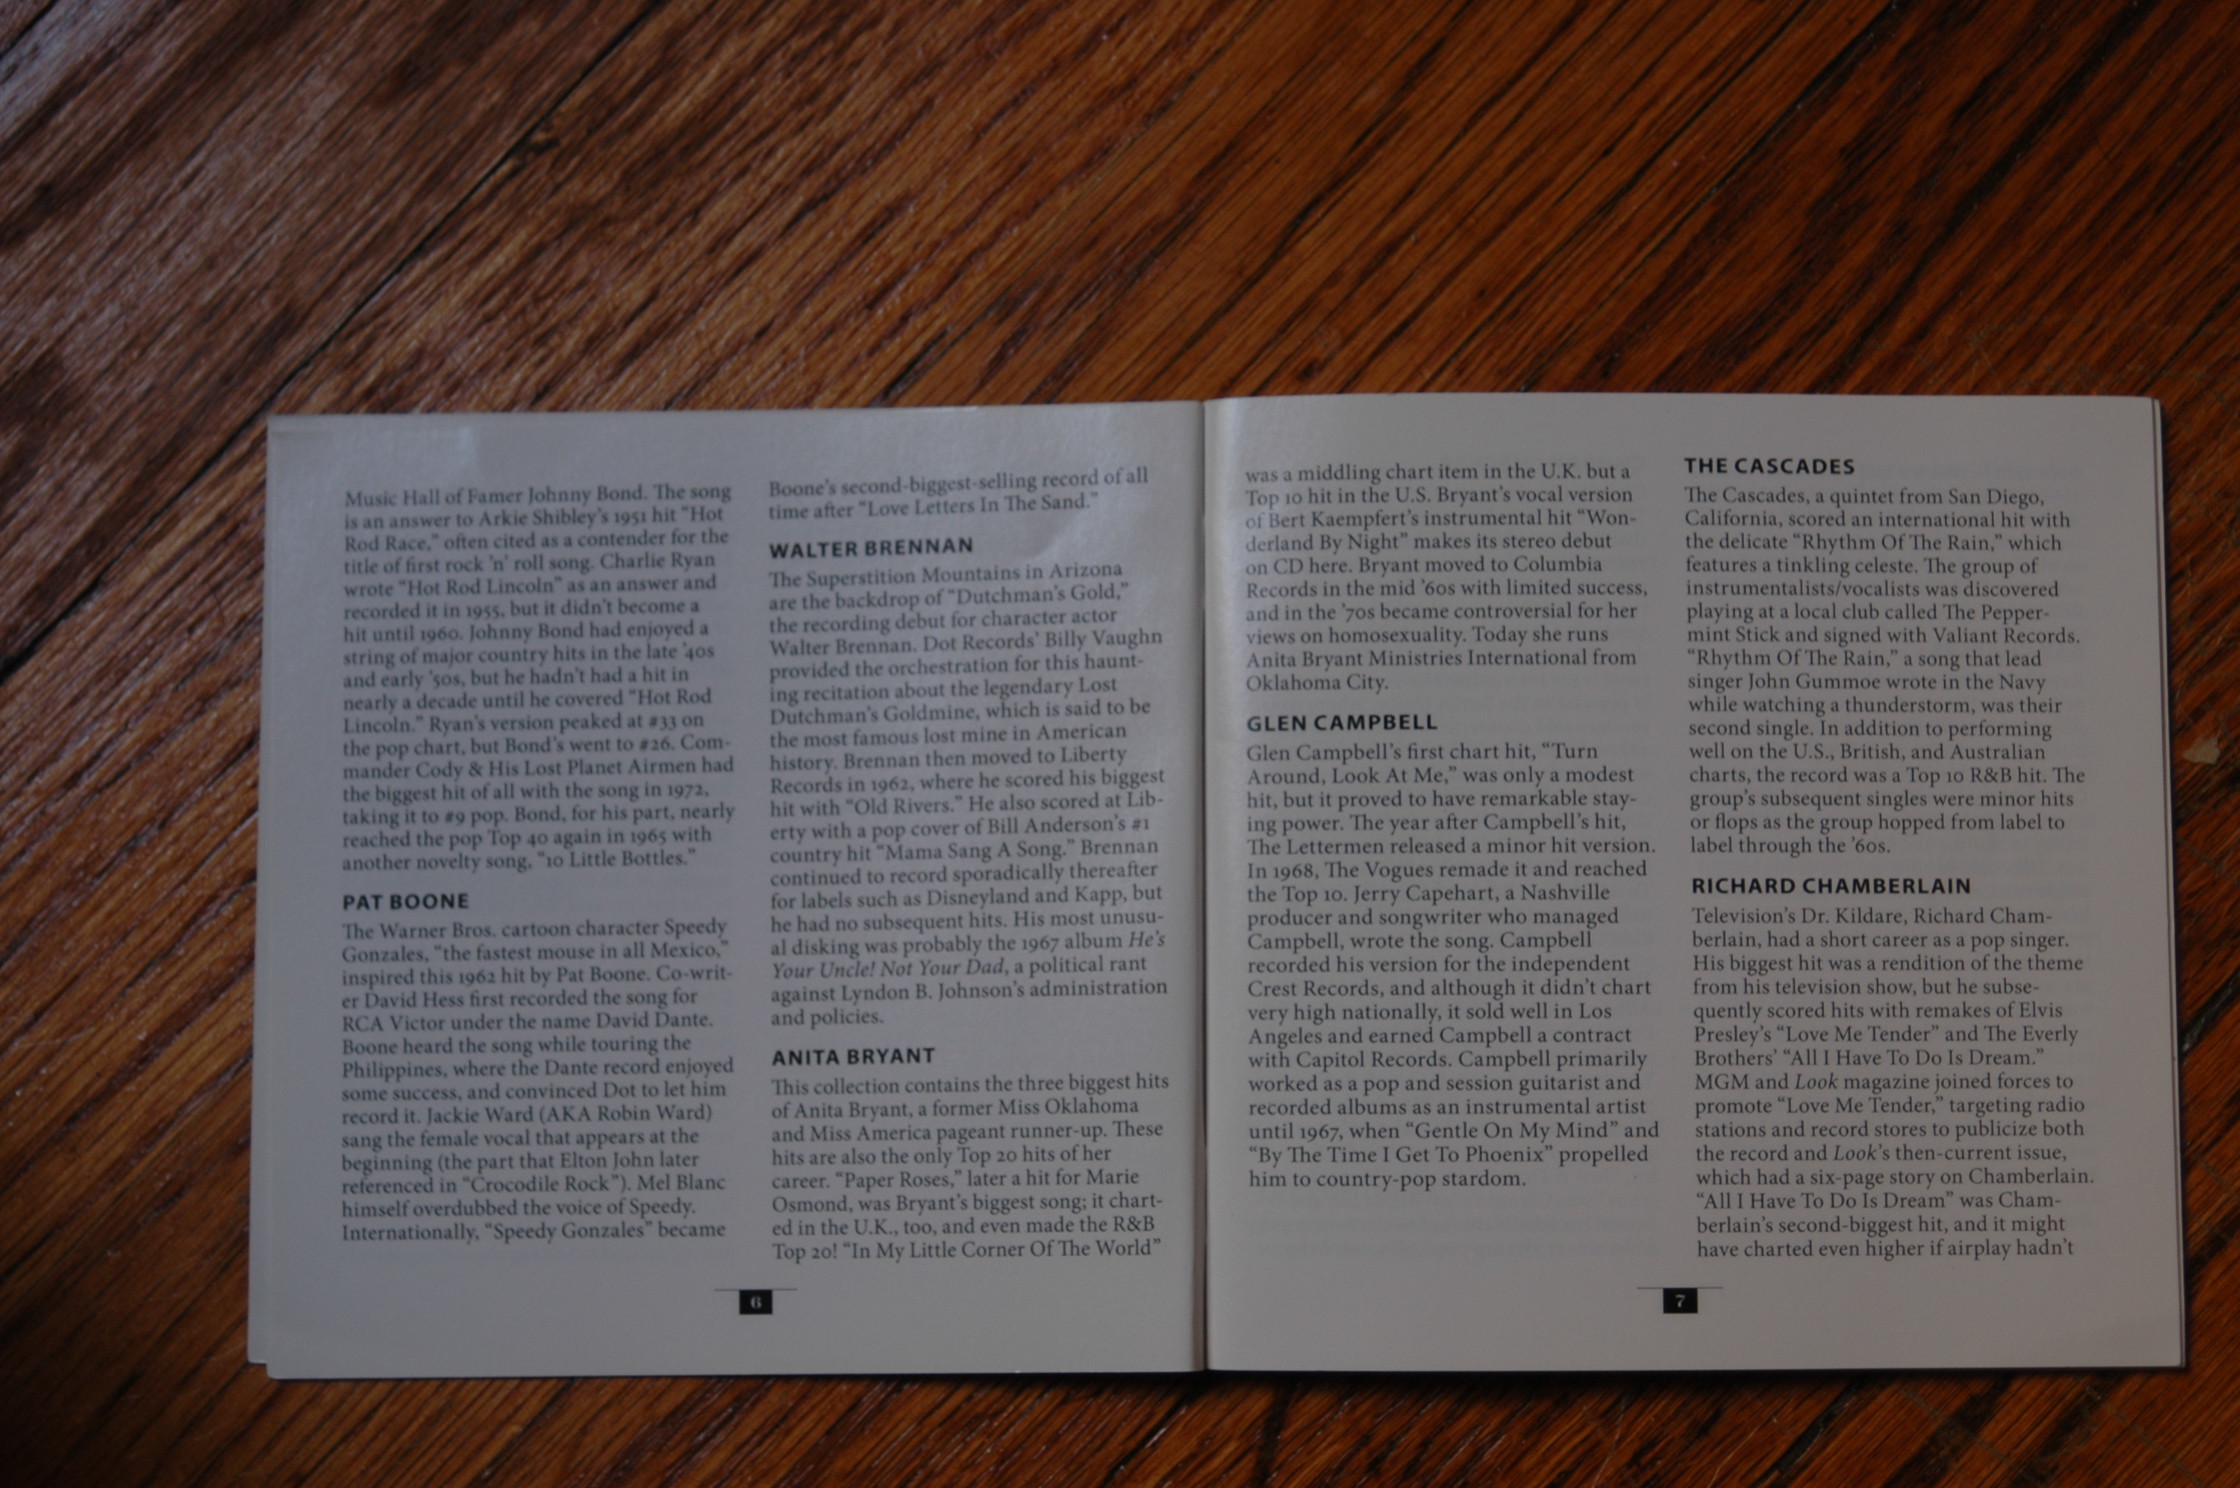 Music Hall of Famer Johnny Bond. The song
is an answer to Arkie Shibley's 1951 hit "Hot
Rod Race," often cited as a contender for the
title of first rock 'n' roll song. Charlie Ryan
wrote "Hot Rod Lincoln" as an answer and
recorded it in 1955, but it didn't become a
hit until 1960. Johnny Bond had enjoyed a
string of major country hits in the late '40s
and early '50s, but he hadn't had a hit in
nearly a decade until he covered "Hot Rod
Lincoln." Ryan's version peaked at #33 on
the pop chart, but Bond's went to #26. Com-
mander Cody & His Lost Planet Airmen had
the biggest hit of all with the song in 1972,
taking it to #9 pop. Bond, for his part, nearly
reached the pop Top 40 again in 1965 with
another novelty song, "10 Little Bottles."
PAT BOONE
The Warner Bros. cartoon character Speedy
Gonzales, "the fastest mouse in all Mexico,"
inspired this 1962 hit by Pat Boone. Co-writ-
er David Hess first recorded the song for
RCA Victor under the name David Dante.
Boone heard the song while touring the
Philippines, where the Dante record enjoyed
some success, and convinced Dot to let him
record it. Jackie Ward (AKA Robin Ward)
sang the female vocal that appears at the
beginning (the part that Elton John later
referenced in "Crocodile Rock"). Mel Blanc
himself overdubbed the voice of Speedy.
Internationally, "Speedy Gonzales" became
Boone's second-biggest-selling record of all
time after "Love Letters In The Sand."
WALTER BRENNAN
The Superstition Mountains in Arizona
are the backdrop of "Dutchman's Gold,"
the recording debut for character actor
Walter Brennan. Dot Records' Billy Vaughn
provided the orchestration for this haunt-
ing recitation about the legendary Lost
Dutchman's Goldmine, which is said to be
the most famous lost mine in American
history. Brennan then moved to Liberty
Records in 1962, where he scored his biggest
hit with "Old Rivers." He also scored at Lib-
erty with a pop cover of Bill Anderson's #1
country hit "Mama Sang A Song." Brennan
continued to record sporadically thereafter
for labels such as Disneyland and Kapp, but
he had no subsequent hits. His most unusu-
al disking was probably the 1967 album He's
Your Uncle! Not Your Dad, a political rant
against Lyndon B. Johnson's administration
and policies.
ANITA BRYANT
This collection contains the three biggest hits
of Anita Bryant, a former Miss Oklahoma
and Miss America pageant runner-up. These
hits are also the only Top 20 hits of her
career. "Paper Roses," later a hit for Marie
Osmond, was Bryant's biggest song; it chart-
ed in the U.K., too, and even made the R&B
Top 20! "In My Little Corner Of The World"
6
was a middling chart item in the U.K. but a
Top 10 hit in the U.S. Bryant's vocal version
of Bert Kaempfert's instrumental hit "Won-
derland By Night" makes its stereo debut
on CD here. Bryant moved to Columbia
Records in the mid '60s with limited success,
and in the '70s became controversial for her
views on homosexuality. Today she runs
Anita Bryant Ministries International from
Oklahoma City.
GLEN CAMPBELL
Glen Campbell's first chart hit, "Turn
Around, Look At Me," was only a modest
hit, but it proved to have remarkable stay-
ing power. The year after Campbell's hit,
The Lettermen released a minor hit version.
In 1968, The Vogues remade it and reached
the Top 10. Jerry Capehart, a Nashville
producer and songwriter who managed
Campbell, wrote the song. Campbell
recorded his version for the independent
Crest Records, and although it didn't chart
very high nationally, it sold well in Los
Angeles and earned Campbell a contract
with Capitol Records. Campbell primarily
worked as a pop and session guitarist and
recorded albums as an instrumental artist
until 1967, when "Gentle On My Mind" and
"By The Time I Get To Phoenix" propelled
him to country-pop stardom.
THE CASCADES
The Cascades, a quintet from San Diego,
California, scored an international hit with
the delicate "Rhythm Of The Rain," which
features a tinkling celeste. The group of
instrumentalists/vocalists was discovered
playing at a local club called The Pepper-
mint Stick and signed with Valiant Records.
"Rhythm Of The Rain," a song that lead
singer John Gummoe wrote in the Navy
while watching a thunderstorm, was their
second single. In addition to performing
well on the U.S., British, and Australian
charts, the record was a Top 10 R&B hit. The
group's subsequent singles were minor hits
or flops as the group hopped from label to
label through the '60s.
RICHARD CHAMBERLAIN
Television's Dr. Kildare, Richard Cham-
berlain, had a short career as a pop singer.
His biggest hit was a rendition of the theme
from his television show, but he subse-
quently scored hits with remakes of Elvis
Presley's "Love Me Tender" and The Everly
Brothers' "All I Have To Do Is Dream."
MGM and Look magazine joined forces to
promote "Love Me Tender," targeting radio
stations and record stores to publicize both
the record and Look's then-current issue,
which had a six-page story on Chamberlain.
"All I Have To Do Is Dream" was Cham-
berlain's second-biggest hit, and it might
have charted even higher if airplay hadn't
7